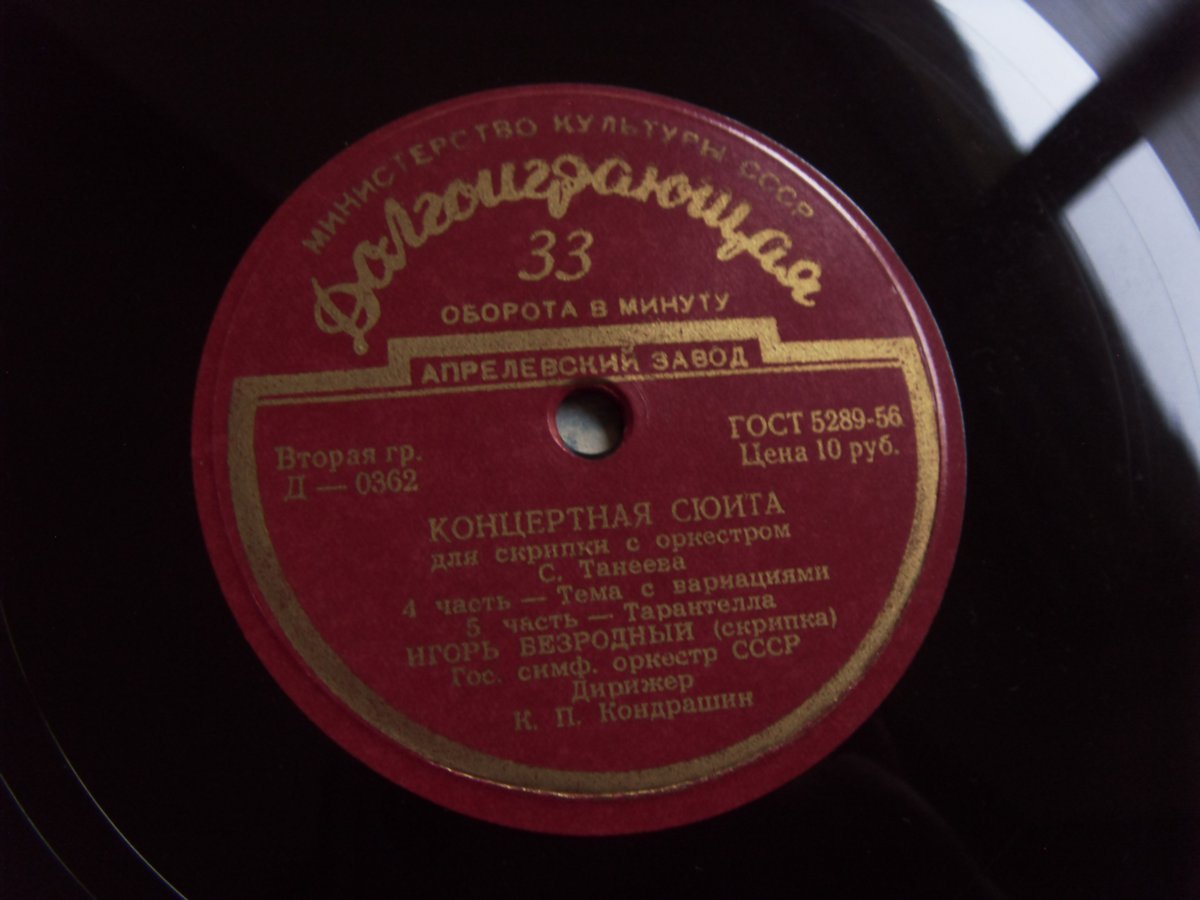 МИНИСТЕРСТВО КУЛЬТУРЫ СССР
Долгоиграющая
33
ОБОРОТА В МИНУТУ
АПРЕЛЕВСКИЙ ЗАВОД
Вторая гр.
Д — 0362
ГОСТ 5289-56
Цена 10 руб.
КОНЦЕРТНАЯ СЮИТА
для скрипки с оркестром
С. Танеева
4 часть — Тема с вариациями
5 часть — Тарантелла
ИГОРЬ БЕЗРОДНЫЙ (скрипка)
Гос. симф. оркестр СССР
Дирижер
К. П. Кондрашин